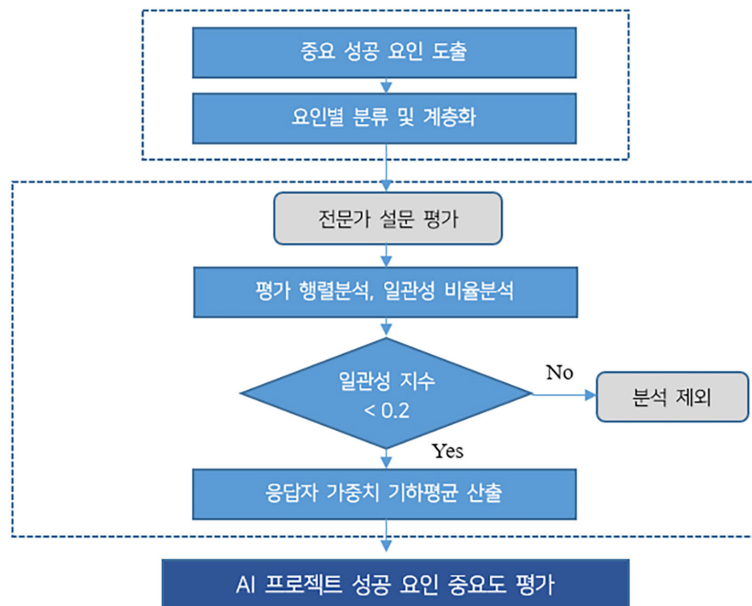 중요 성공 요인 도출
요인별 분류 및 계층화
전문가 설문 평가
평가 행렬분석, 일관성 비율분석
일관성 지수
< 0.2
No
분석 제외
Yes
응답자 가중치 기하평균 산출
AI 프로젝트 성공 요인 중요도 평가